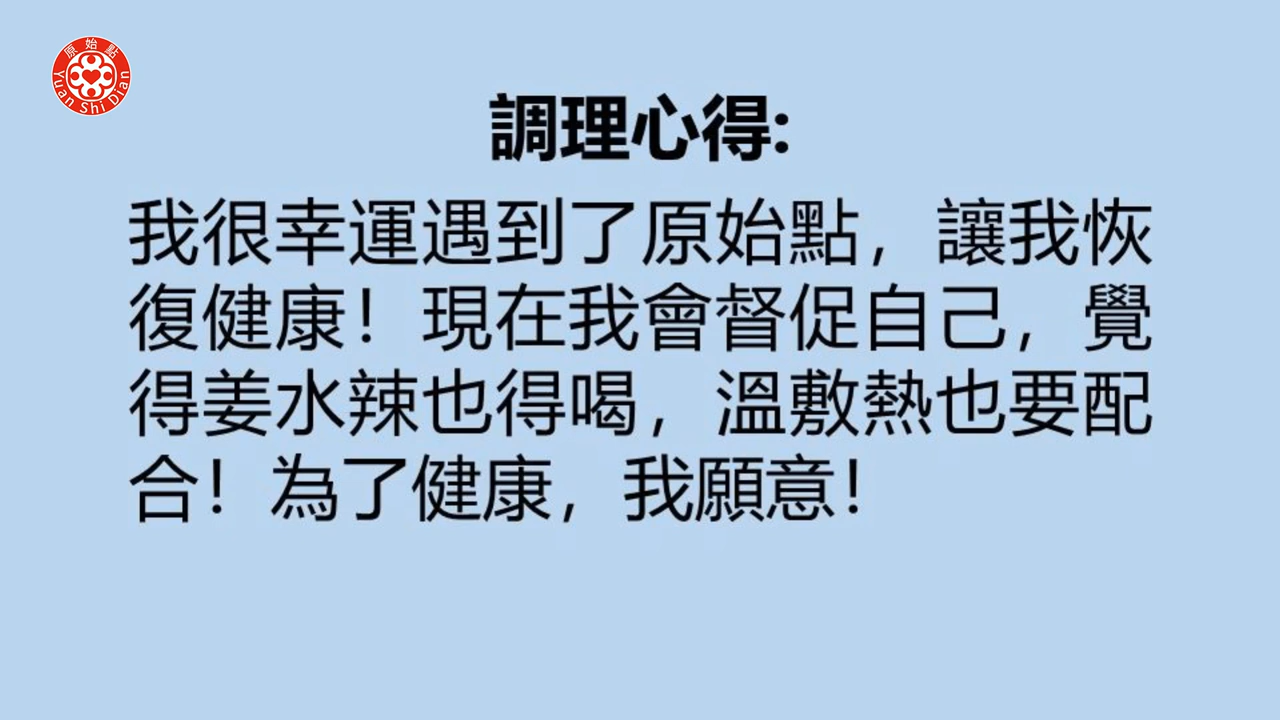 原始點
Yuan Shi Dian
調理心得:
我很幸運遇到了原始點，讓我恢
復健康！現在我會督促自己，覺
得姜水辣也得喝，溫敷熱也要配
合！為了健康，我願意！